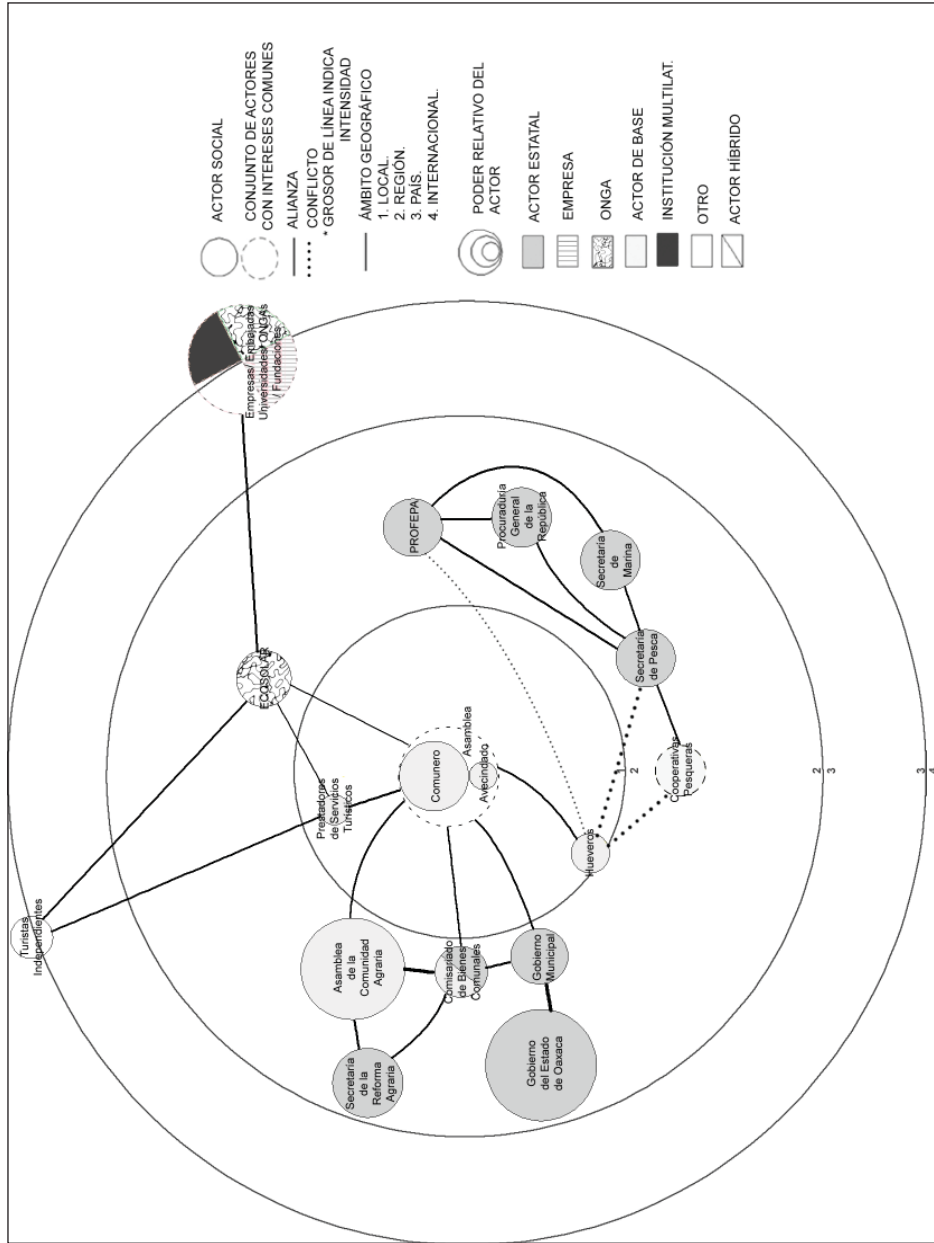 ACTOR SOCIAL
CONJUNTO DE ACTORES
CON INTERESES COMUNES
ALIANZA
CONFLICTO
* GROSOR DE LÍNEA INDICA
INTENSIDAD
ÁMBITO GEOGRÁFICO
1. LOCAL.
2. REGIÓN.
3. PAÍS.
4. INTERNACIONAL.
PODER RELATIVO DEL
ACTOR
ACTOR ESTATAL
EMPRESA
ONGA
ACTOR DE BASE
INSTITUCIÓN MULTILAT.
OTRO
ACTOR HÍBRIDO
Empresas/ Embajadas
Universidades/ ONGAs
/ Fundaciones
Turistas
Independientes
ECOSOLAR
Prestadores
de Servicios
Turísticos
Comunero
Asamblea
Avecindado
PROFEPA
Procuraduría
General
de la
República
Secretaría
de
Marina
Secretaría
de Pesca
Cooperativas
Pesqueras
Hueveros
Asamblea
de la
Comunidad
Agraria
Secretaría
de la
Reforma
Agraria
Comisariado
de Bienes
Comunales
Gobierno
Municipal
Gobierno
del Estado
de Oaxaca
1 2
2 3
3 4